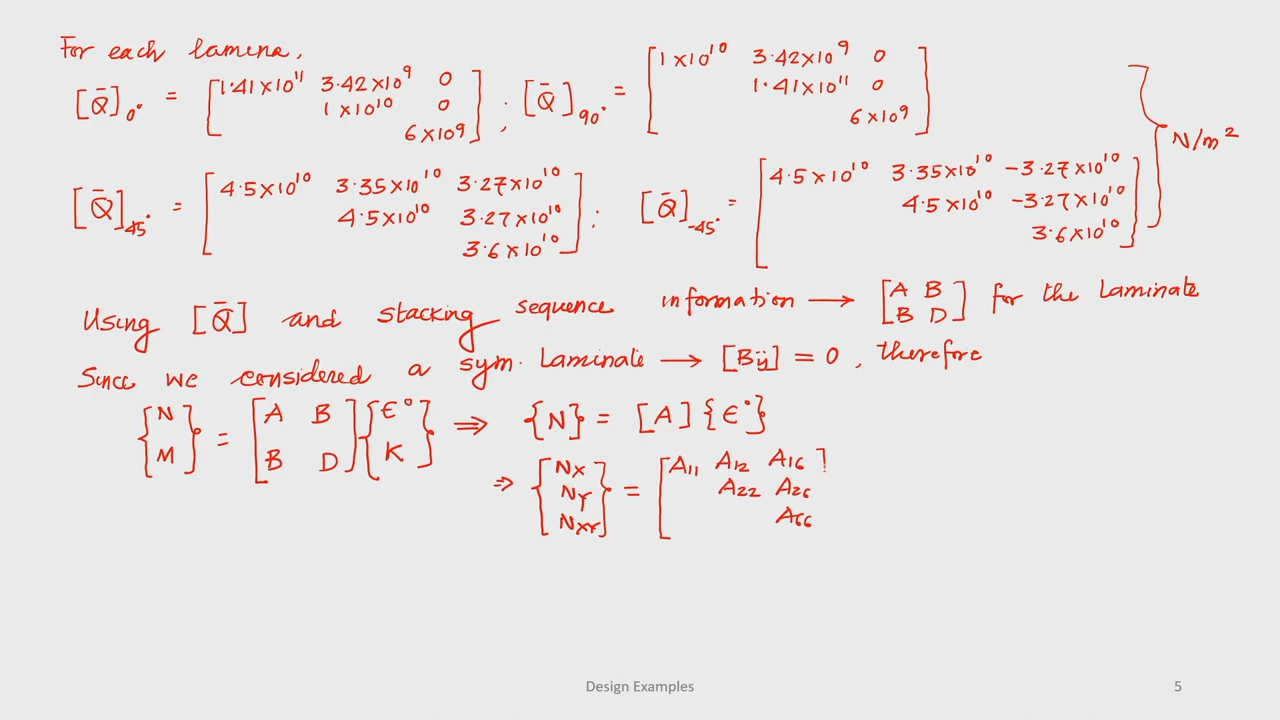 For each lamina,
[Q̄]0° = [1.41×10¹¹ 3.42×10⁹ 0 ; [Q̄]90° = [1×10¹⁰ 3.42×10⁹ 0
1×10¹⁰ 0 1.41×10¹¹ 0
6×10⁹] 6×10⁹] N/m²
[Q̄]45° = [4.5×10¹⁰ 3.35×10¹⁰ 3.27×10¹⁰ ; [Q̄]-45° = [4.5×10¹⁰ 3.35×10¹⁰ -3.27×10¹⁰
4.5×10¹⁰ 3.27×10¹⁰ 4.5×10¹⁰ -3.27×10¹⁰
3.6×10¹⁰] 3.6×10¹⁰]
Using [Q̄] and stacking sequence information → [A B
B D] for the laminate
Since we considered a sym. laminate → [Bij] = 0, therefore
{N = [A B {ϵ° ⇒ {N} = [A]{ϵ°}
M} B D] K}
⇒ {Nx = [A11 A12 A16]
Ny A22 A26
Nxy} A66
Design Examples 5